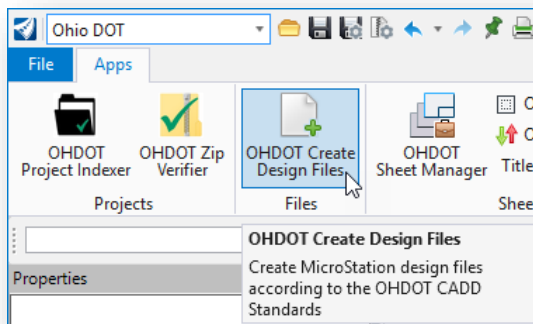 Ohio DOT
File Apps
OHDOT
Project Indexer
OHDOT Zip
Verifier
OHDOT Create
Design Files
OHDOT
Sheet Manager
Title
Projects Files
OHDOT Create Design Files
Create MicroStation design files
according to the OHDOT CADD
Standards
Properties